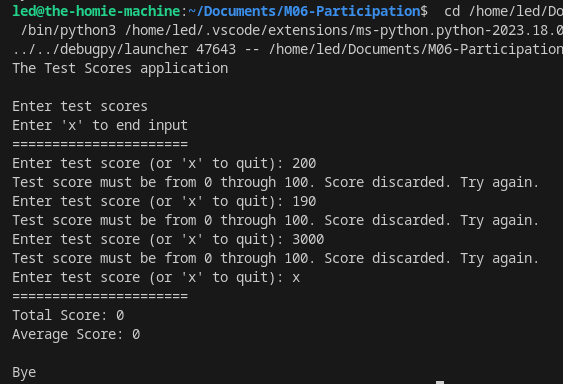 led@the-homie-machine:~/Documents/M06-Participation$ cd /home/led/Do
/bin/python3 /home/led/.vscode/extensions/ms-python.python-2023.18.0
../../debugpy/launcher 47643 -- /home/led/Documents/M06-Participation
The Test Scores application
Enter test scores
Enter 'x' to end input
======================
Enter test score (or 'x' to quit): 200
Test score must be from 0 through 100. Score discarded. Try again.
Enter test score (or 'x' to quit): 190
Test score must be from 0 through 100. Score discarded. Try again.
Enter test score (or 'x' to quit): 3000
Test score must be from 0 through 100. Score discarded. Try again.
Enter test score (or 'x' to quit): x
======================
Total Score: 0
Average Score: 0
Bye